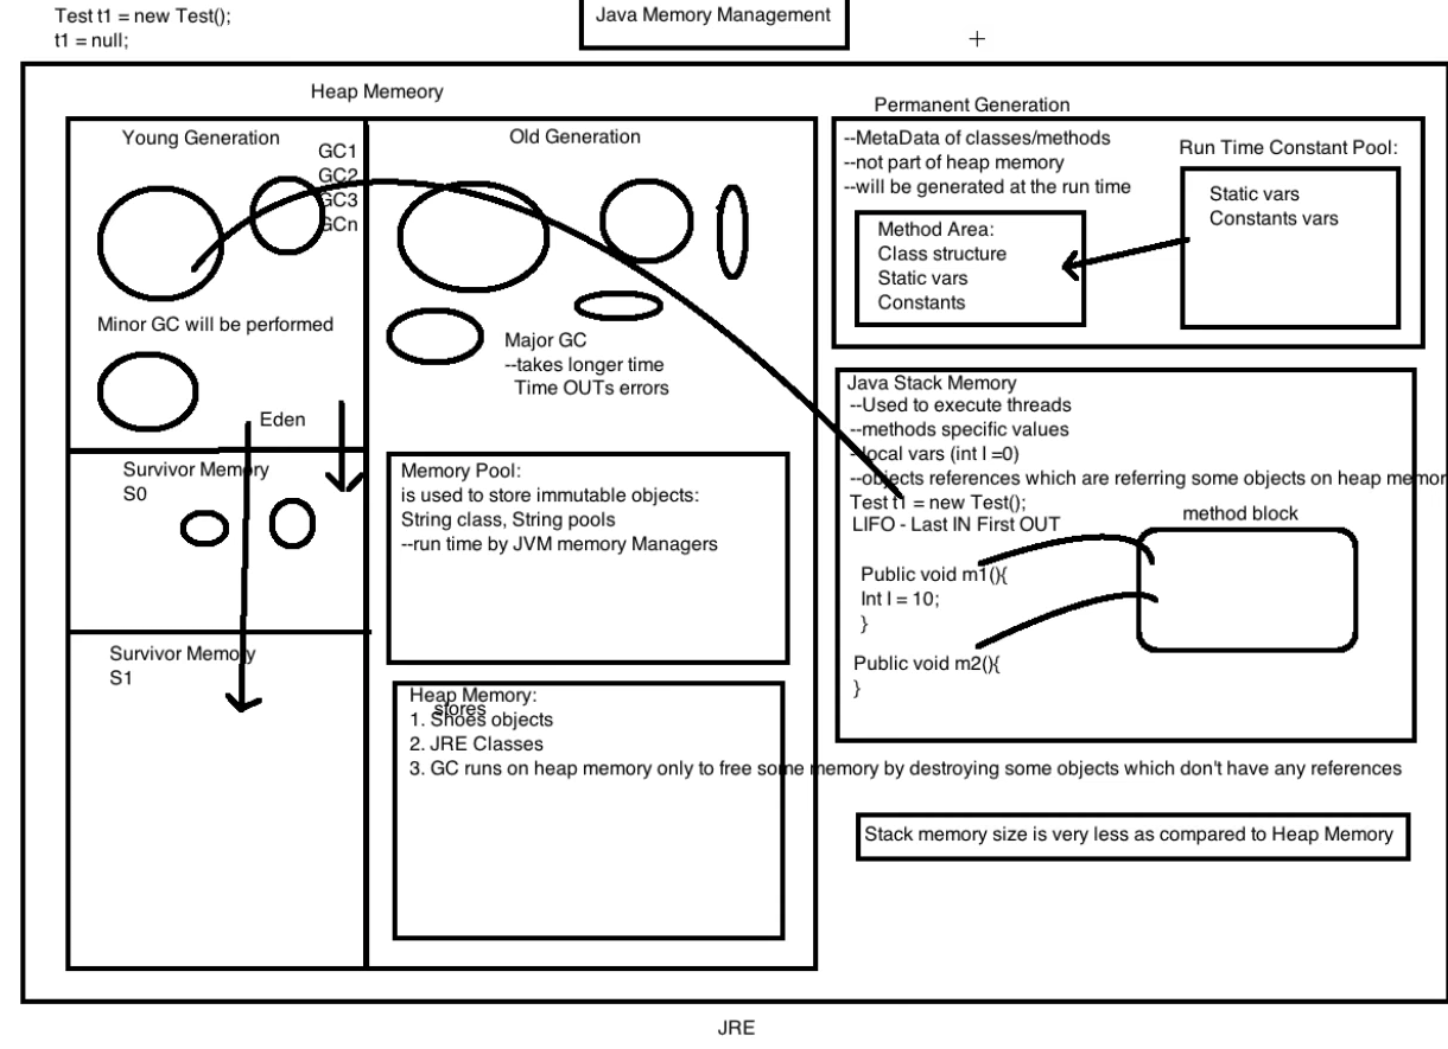 Test t1 = new Test();
t1 = null;
Java Memory Management
Heap Memeory
Young Generation
GC1
GC2
GC3
GCn
Minor GC will be performed
Eden
Survivor Memory
S0
Survivor Memory
S1
Old Generation
Major GC
--takes longer time
Time OUTs errors
Memory Pool:
is used to store immutable objects:
String class, String pools
--run time by JVM memory Managers
Heap Memory:
stores
1. Shoes objects
2. JRE Classes
3. GC runs on heap memory only to free some memory by destroying some objects which don't have any references
Permanent Generation
--MetaData of classes/methods
--not part of heap memory
--will be generated at the run time
Method Area:
Class structure
Static vars
Constants
Run Time Constant Pool:
Static vars
Constants vars
Java Stack Memory
--Used to execute threads
--methods specific values
--local vars (int I =0)
--objects references which are referring some objects on heap memor
Test t1 = new Test();
LIFO - Last IN First OUT
method block
Public void m1(){
Int I = 10;
}
Public void m2(){
}
Stack memory size is very less as compared to Heap Memory
JRE